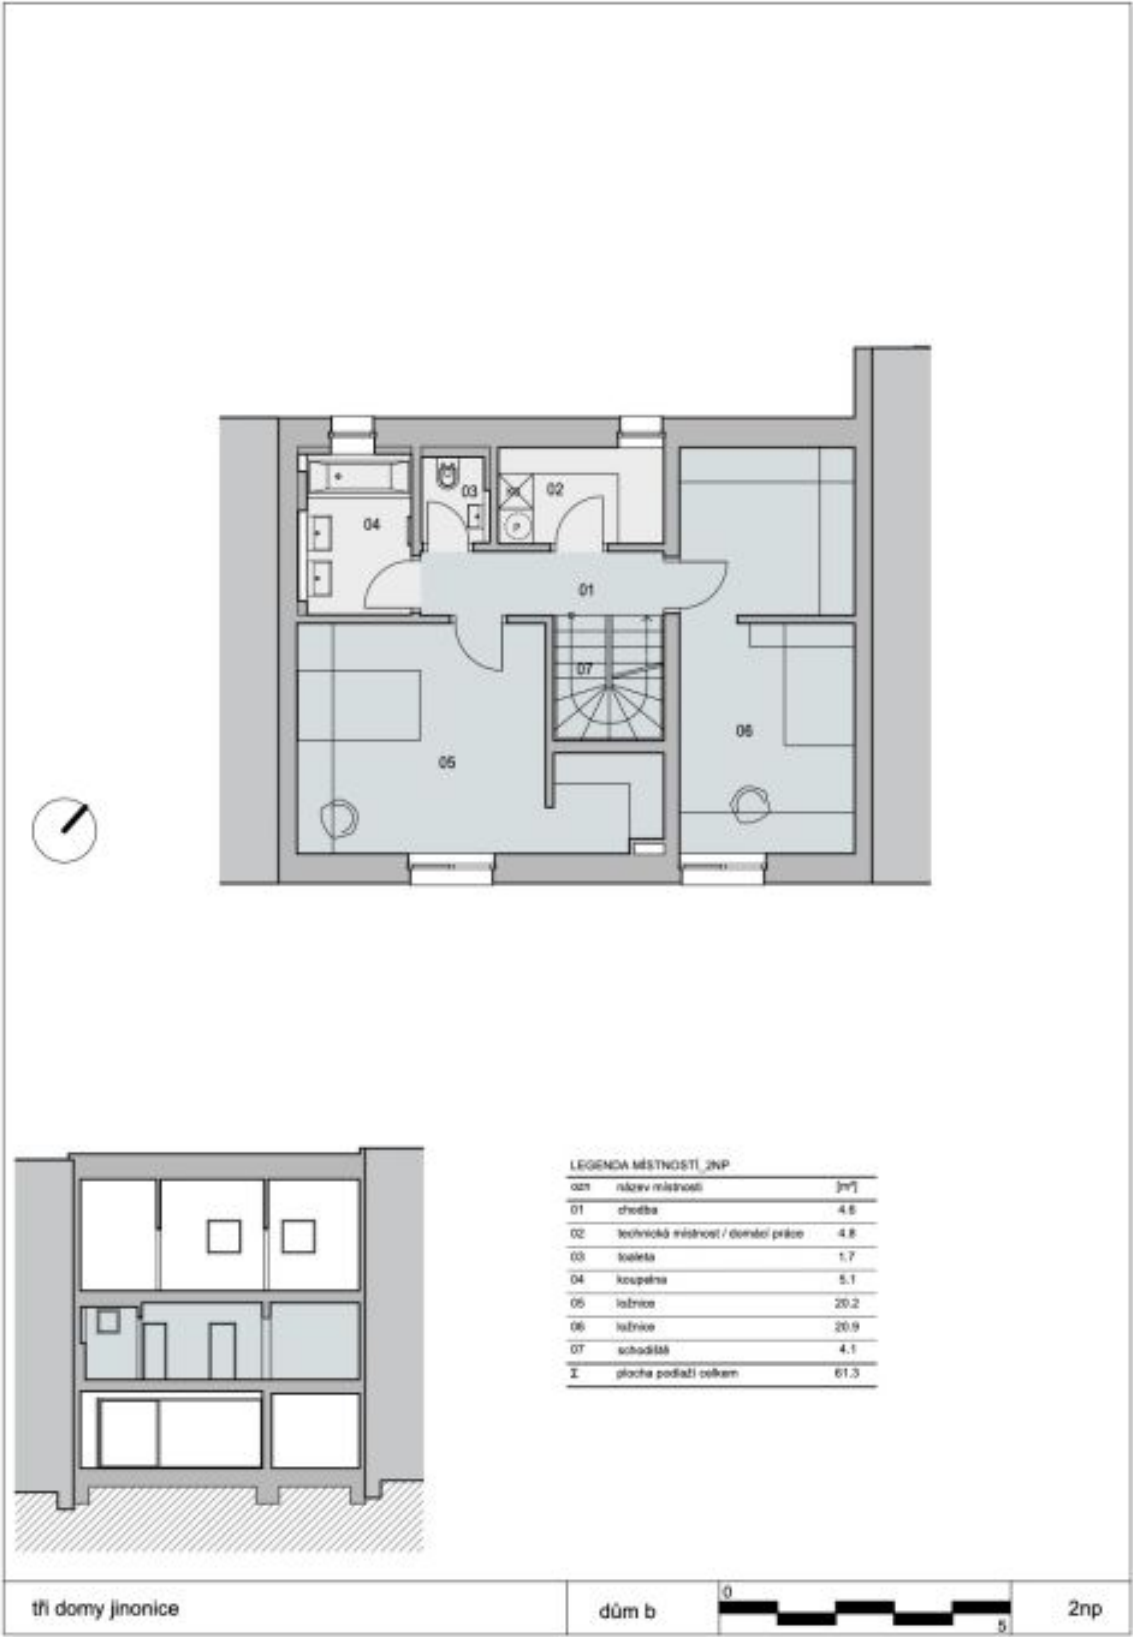 03
02
04
01
07
06
05
LEGENDA MÍSTNOSTÍ_2NP
ozn název místnosti [m²]
01 chodba 4.6
02 technická místnost / domácí práce 4.8
03 toaleta 1.7
04 koupelna 5.1
05 ložnice 20.2
06 ložnice 20.9
07 schodiště 4.1
Σ plocha podlaží celkem 61.3
tři domy jinonice
dům b
0
5
2np